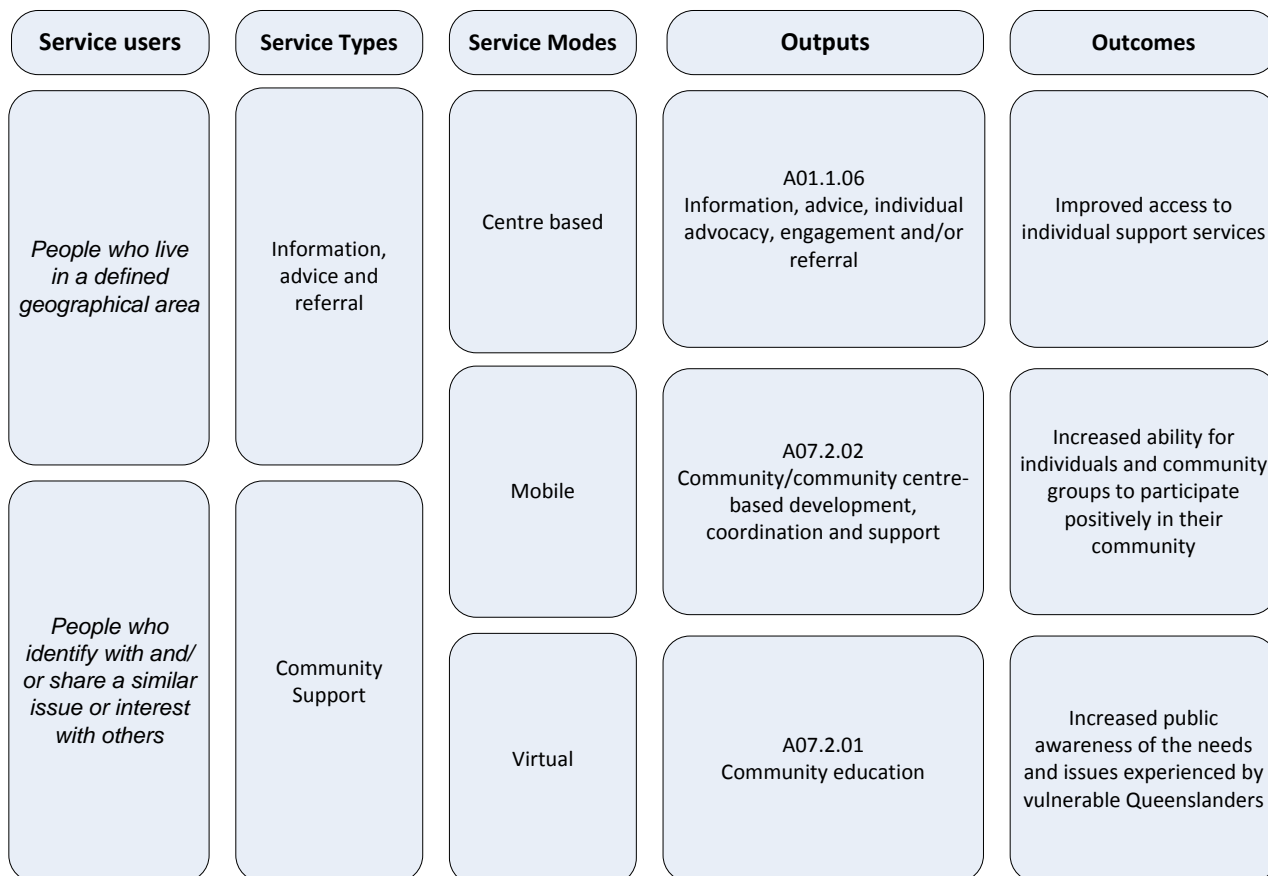 Service users
Service Types
Service Modes
Outputs
Outcomes
People who live
in a defined
geographical area
Information,
advice and
referral
Centre based
A01.1.06
Information, advice, individual
advocacy, engagement and/or
referral
Improved access to
individual support services
Mobile
A07.2.02
Community/community centre-
based development,
coordination and support
Increased ability for
individuals and community
groups to participate
positively in their
community
People who
identify with and/
or share a similar
issue or interest
with others
Community
Support
Virtual
A07.2.01
Community education
Increased public
awareness of the needs
and issues experienced by
vulnerable Queenslanders